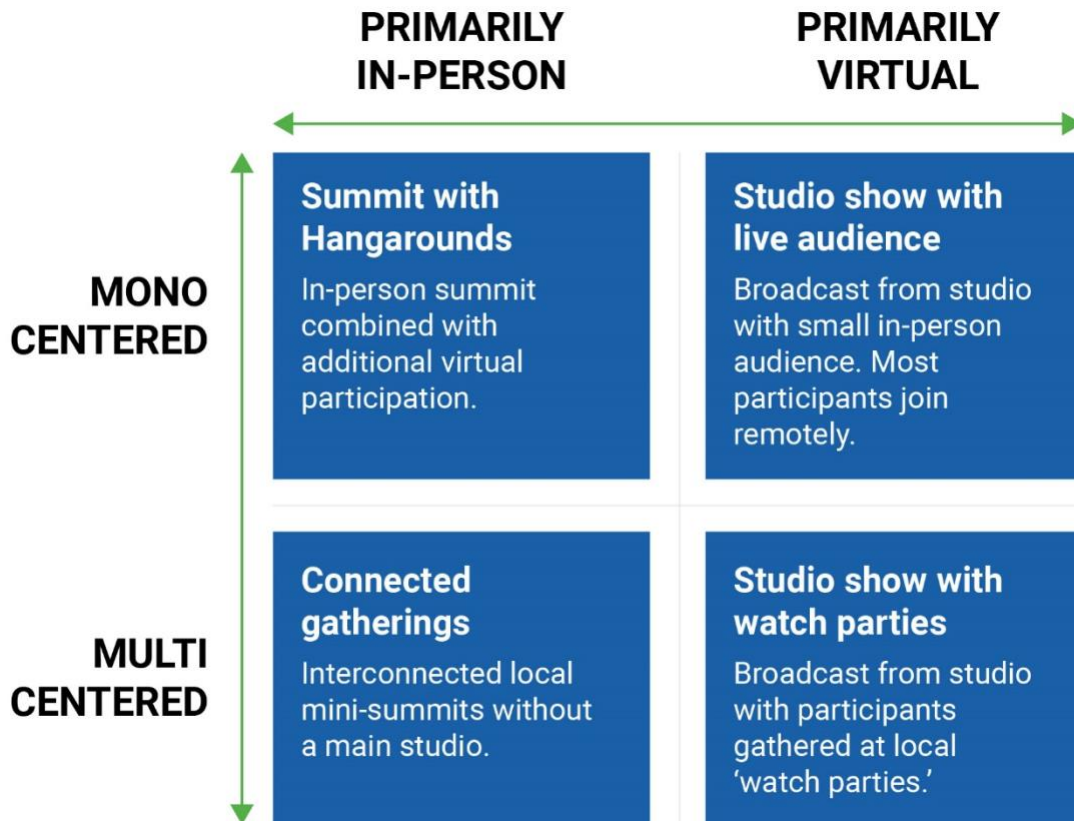 PRIMARILY
IN-PERSON
PRIMARILY
VIRTUAL
MONO
CENTERED
Summit with
Hangarounds
In-person summit
combined with
additional virtual
participation.
Studio show with
live audience
Broadcast from studio
with small in-person
audience. Most
participants join
remotely.
MULTI
CENTERED
Connected
gatherings
Interconnected local
mini-summits without
a main studio.
Studio show with
watch parties
Broadcast from studio
with participants
gathered at local
‘watch parties.’